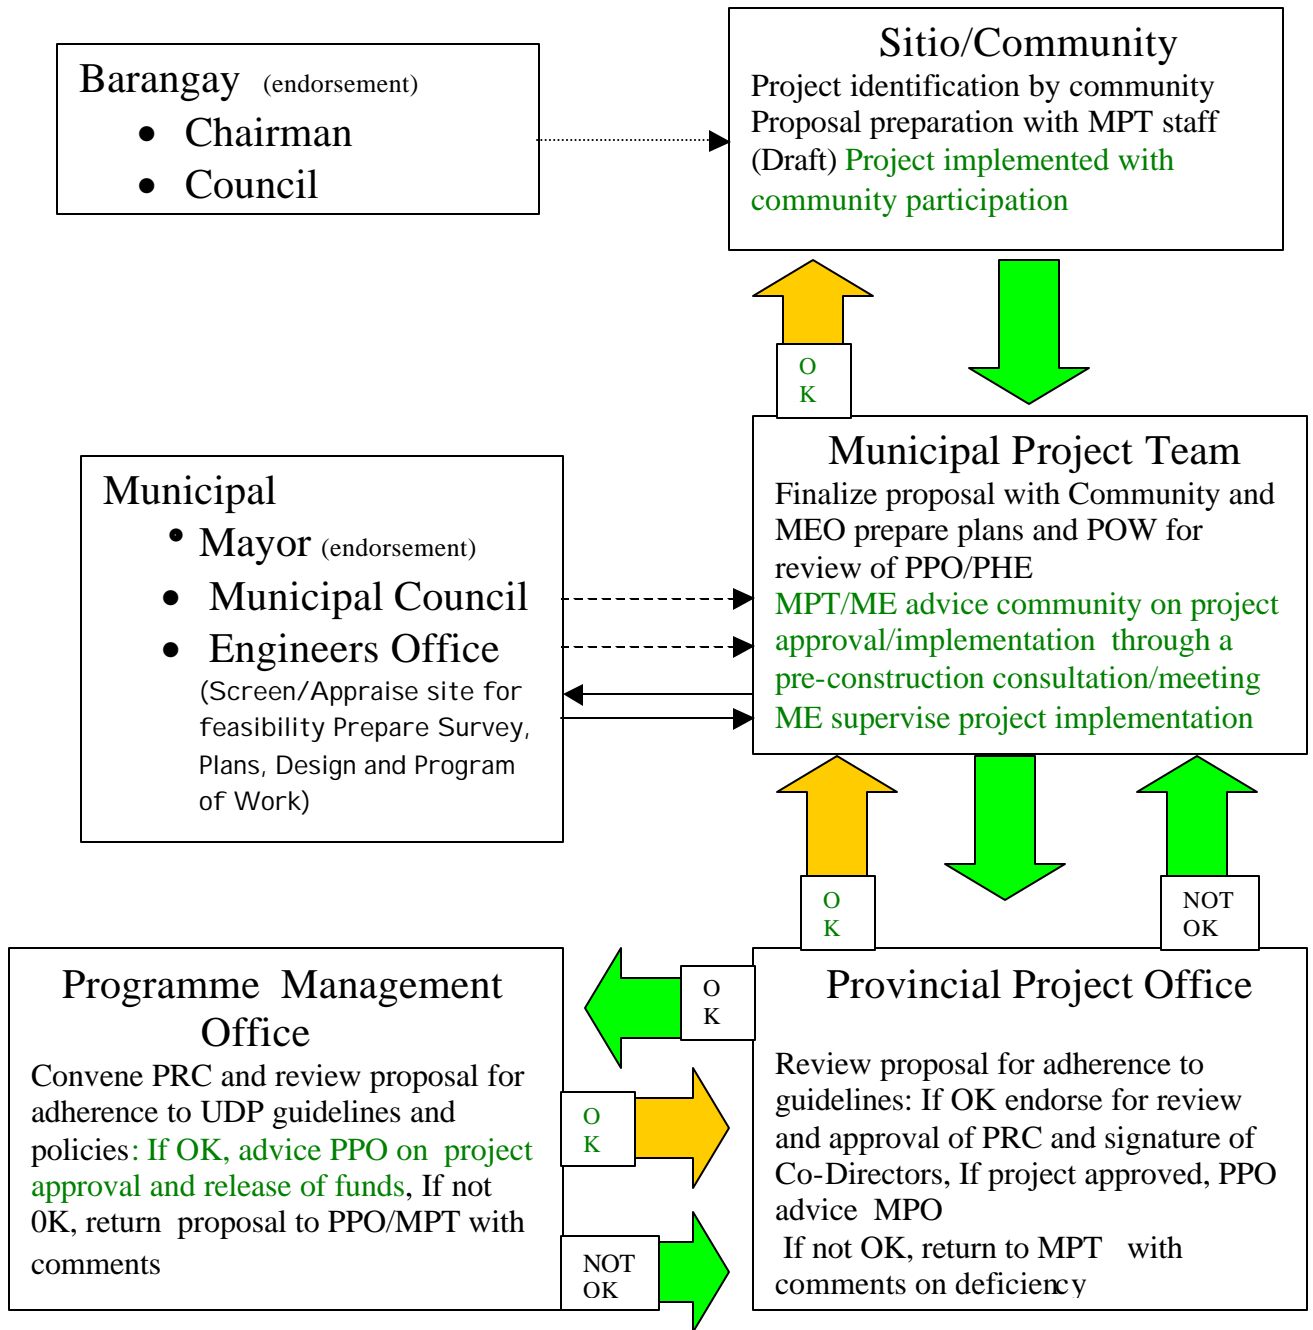 Barangay (endorsement)
• Chairman
• Council
Sitio/Community
Project identification by community
Proposal preparation with MPT staff
(Draft) Project implemented with
community participation
O
K
Municipal
• Mayor (endorsement)
• Municipal Council
• Engineers Office
(Screen/Appraise site for
feasibility Prepare Survey,
Plans, Design and Program
of Work)
Municipal Project Team
Finalize proposal with Community and
MEO prepare plans and POW for
review of PPO/PHE
MPT/ME advice community on project
approval/implementation through a
pre-construction consultation/meeting
ME supervise project implementation
O
K
NOT
OK
Programme Management
Office
Convene PRC and review proposal for
adherence to UDP guidelines and
policies: If OK, advice PPO on project
approval and release of funds, If not
0K, return proposal to PPO/MPT with
comments
O
K
O
K
NOT
OK
Provincial Project Office
Review proposal for adherence to
guidelines: If OK endorse for review
and approval of PRC and signature of
Co-Directors, If project approved, PPO
advice MPO
If not OK, return to MPT with
comments on deficiency